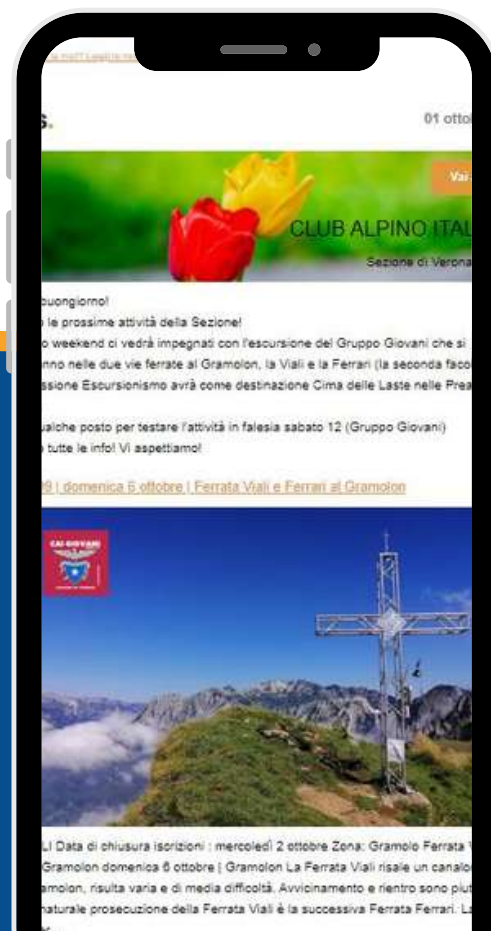 s.
01 otto
Vai
CLUB ALPINO ITAL
Sezione di Verona
buongiorno!
le prossime attività della Sezione!
o weekend ci vedrà impegnati con l'escursione del Gruppo Giovani che si
nno nelle due vie ferrate al Gramolon, la Viali e la Ferrari (la seconda faco
ssione Escursionismo avrà come destinazione Cima delle Laste nelle Prea
ualche posto per testare l'attività in falesia sabato 12 (Gruppo Giovani)
tutte le info! Vi aspettiamo!
09 | domenica 6 ottobre | Ferrata Viali e Ferrari al Gramolon
CAI GIOVANI
LI Data di chiusura iscrizioni : mercoledì 2 ottobre Zona: Gramolo Ferrata V
Gramolon domenica 6 ottobre | Gramolon La Ferrata Viali risale un canalo
amolon, risulta varia e di media difficoltà. Avvicinamento e rientro sono piut
naturale prosecuzione della Ferrata Viali è la successiva Ferrata Ferrari. La